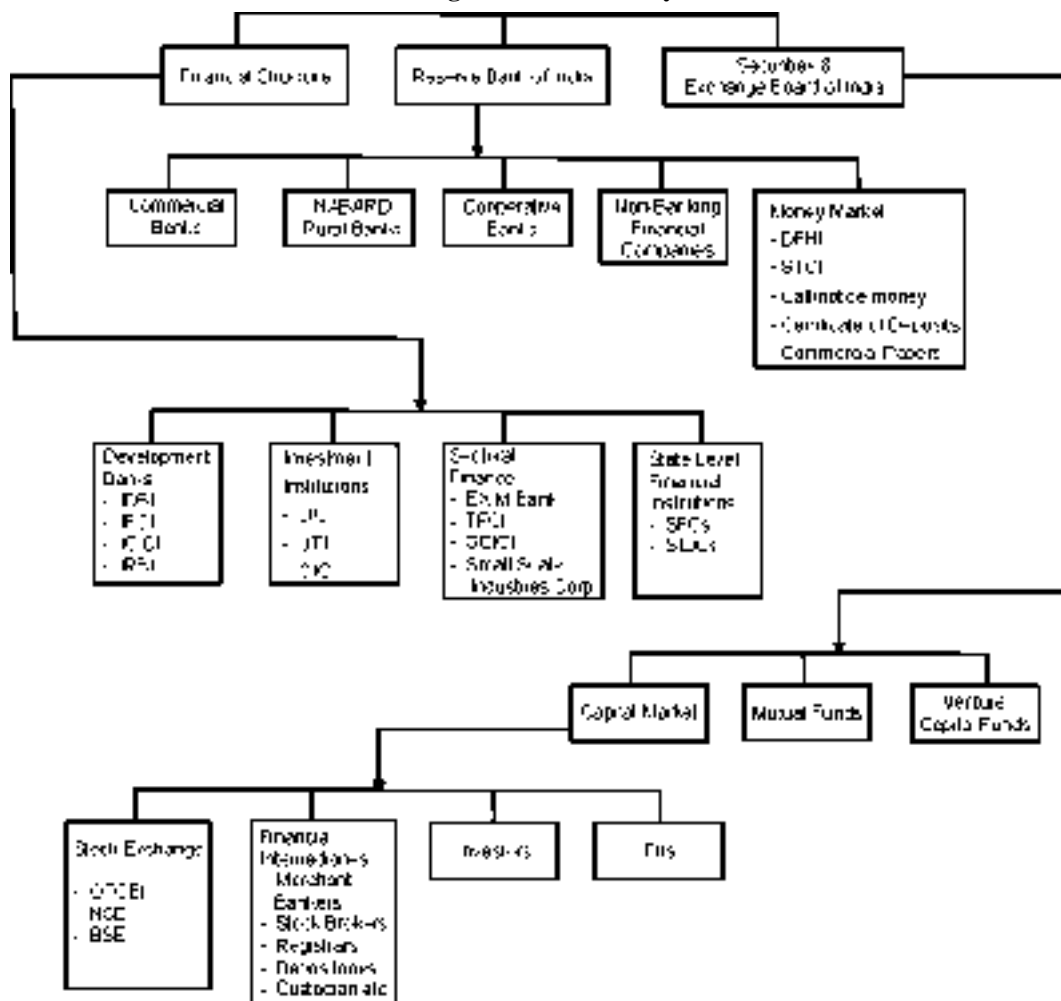 Financial Structure
Reserve Bank of India
Securities &
Exchange Board of India
Commercial
Banks
NABARD
Rural Banks
Cooperative
Banks
Non-Banking
Financial
Companies
Money Market
- DFHI
- STCI
- Call/notice money
- Certificate of Deposits
Commercial Papers
Development
Banks
- IDBI
- IFCI
- ICICI
- IRBI
Investment
Institutions
- LIC
- UTI
GIC
Sectoral
Finance
- EXIM Bank
- TFCI
- Small Scale
Industries Corp
State Level
Financial
Institutions
- SFCs
Capital Market
Mutual Funds
Venture
Capital Funds
Stock Exchange
- OTCEI
NSE
- BSE
Financial
Intermediaries
Merchant
Bankers
- Stock Brokers
- Registrars
- Depositories
- Custodian etc
Investors
FIIs